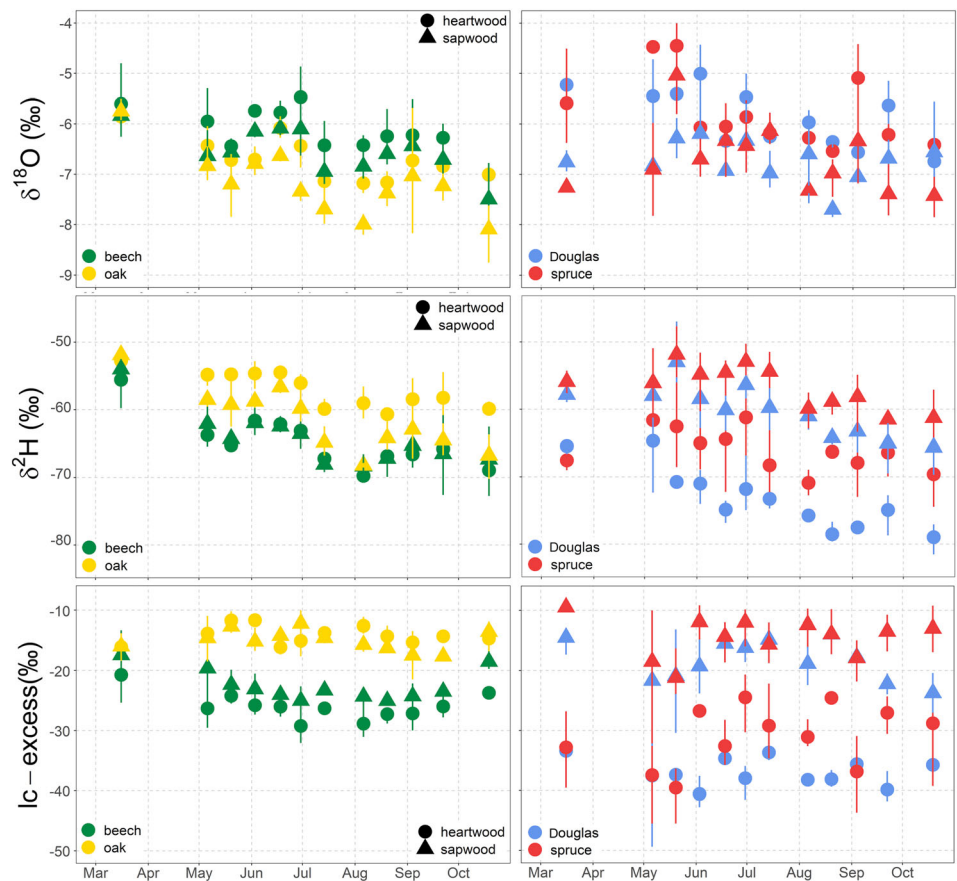 -4
-5
-6
-7
-8
-9
δ¹⁸O (‰)
heartwood
sapwood
beech
oak
Douglas
spruce
-50
-60
-70
-80
δ²H (‰)
heartwood
sapwood
beech
oak
Douglas
spruce
-10
-20
-30
-40
-50
lc – excess(‰)
beech
oak
heartwood
sapwood
Douglas
spruce
Mar Apr May Jun Jul Aug Sep Oct Mar Apr May Jun Jul Aug Sep Oct